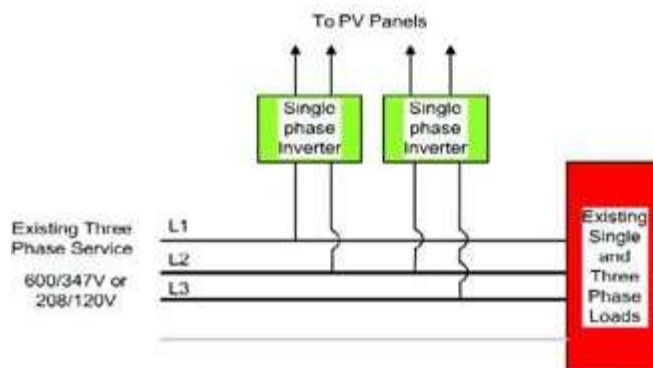 To PV Panels
Single
phase
Inverter
Single
phase
Inverter
Existing Three
Phase Service
600/347V or
208/120V
L1
L2
L3
Existing
Single
and
Three
Phase
Loads